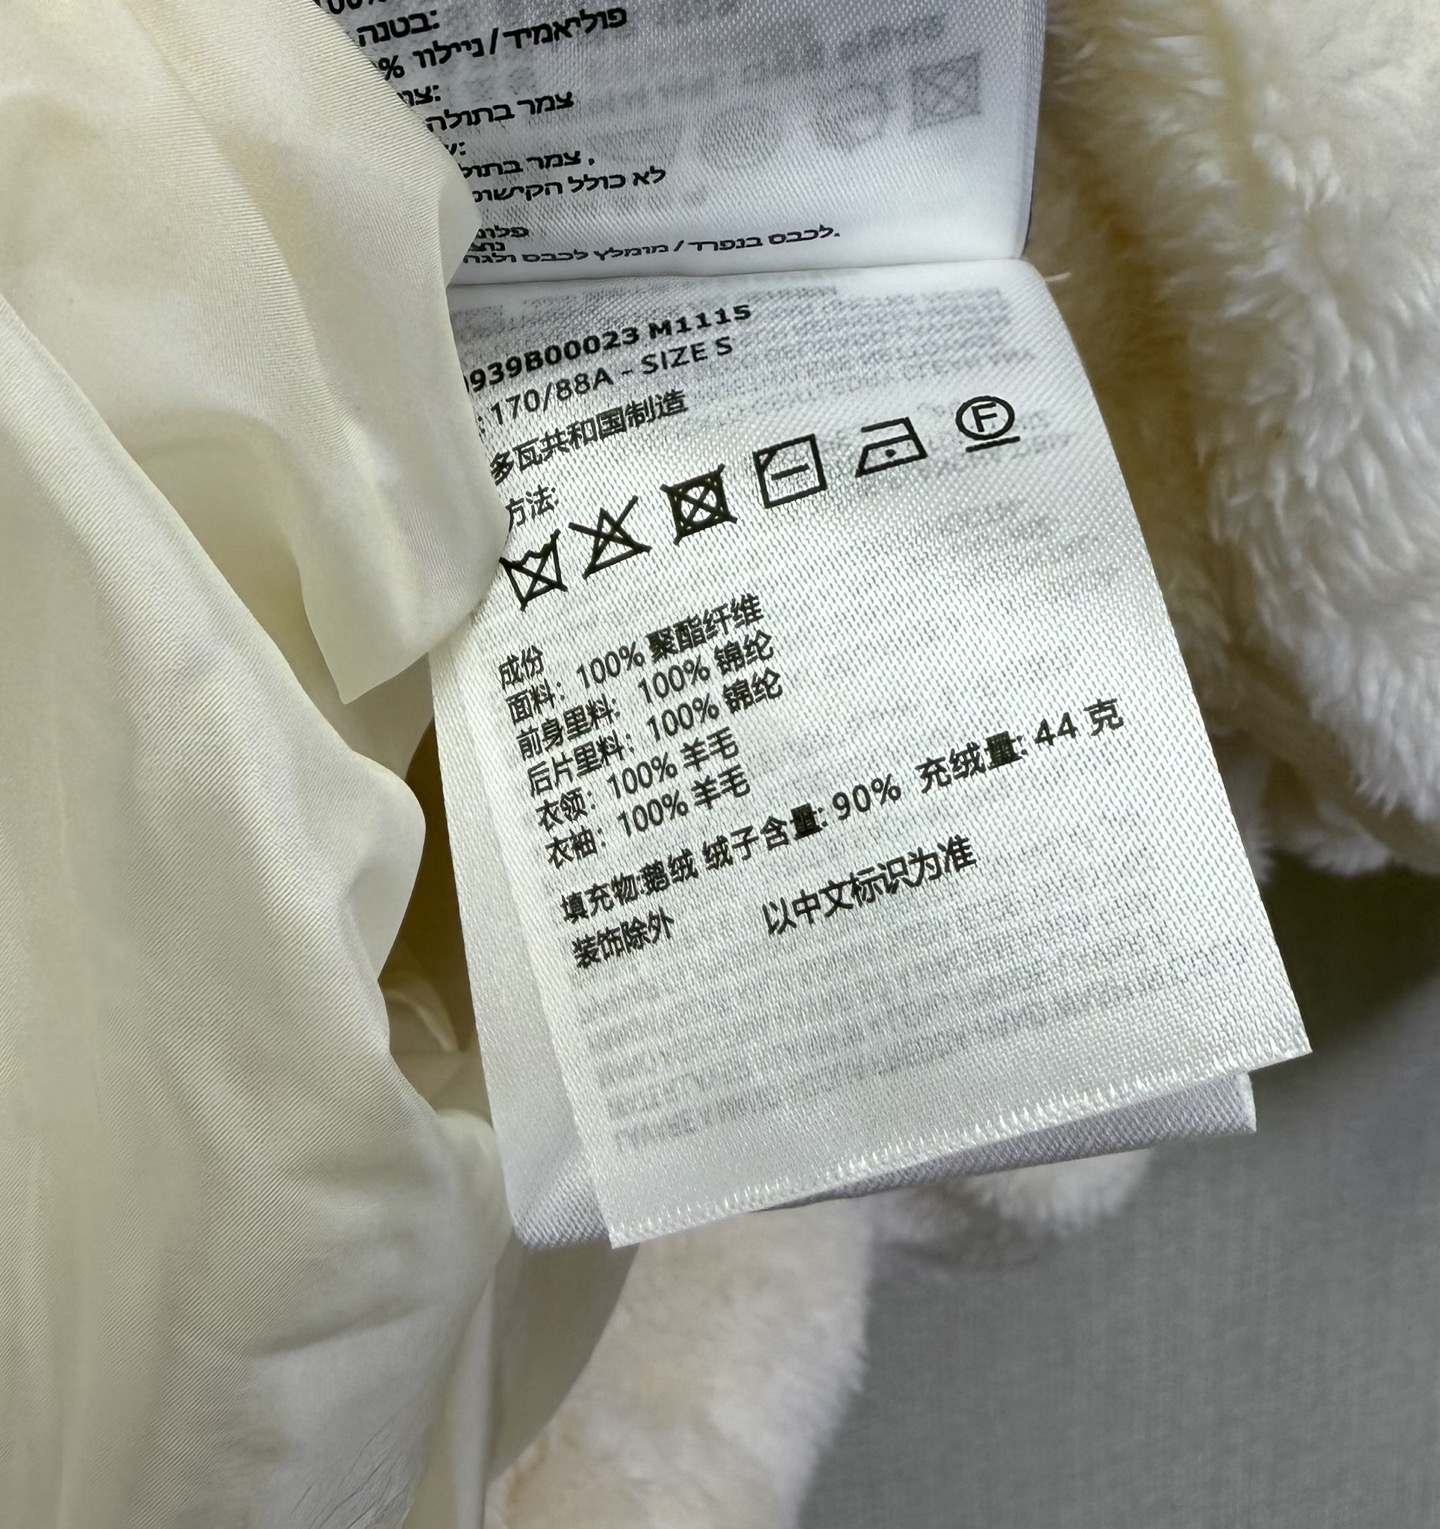 100%
בטנה:
% פוליאמיד / ניילון
צמר בתולה
צמר בתול ,
לא כולל הקישו
לכבס בנפרד / מומלץ לכבס ולגה.
939B00023 M1115
: 170/88A - SIZE S
多瓦共和国制造
方法:
F
成份
面料: 100% 聚酯纤维
前身里料: 100% 锦纶
后片里料: 100% 锦纶
衣领: 100% 羊毛
衣袖: 100% 羊毛
填充物:鹅绒 绒子含量: 90% 充绒量: 44 克
装饰除外 以中文标识为准